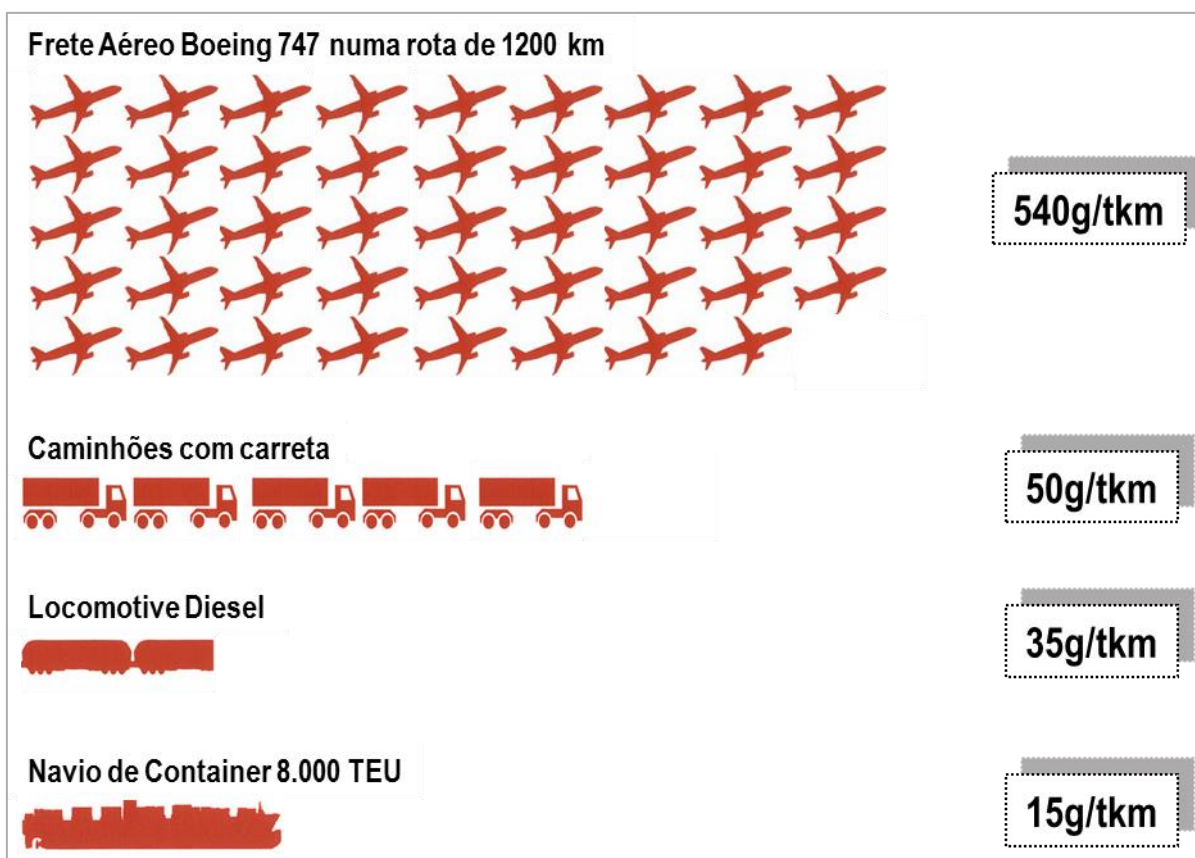 Frete Aéreo Boeing 747 numa rota de 1200 km
540g/tkm
Caminhões com carreta
50g/tkm
Locomotive Diesel
35g/tkm
Navio de Container 8.000 TEU
15g/tkm